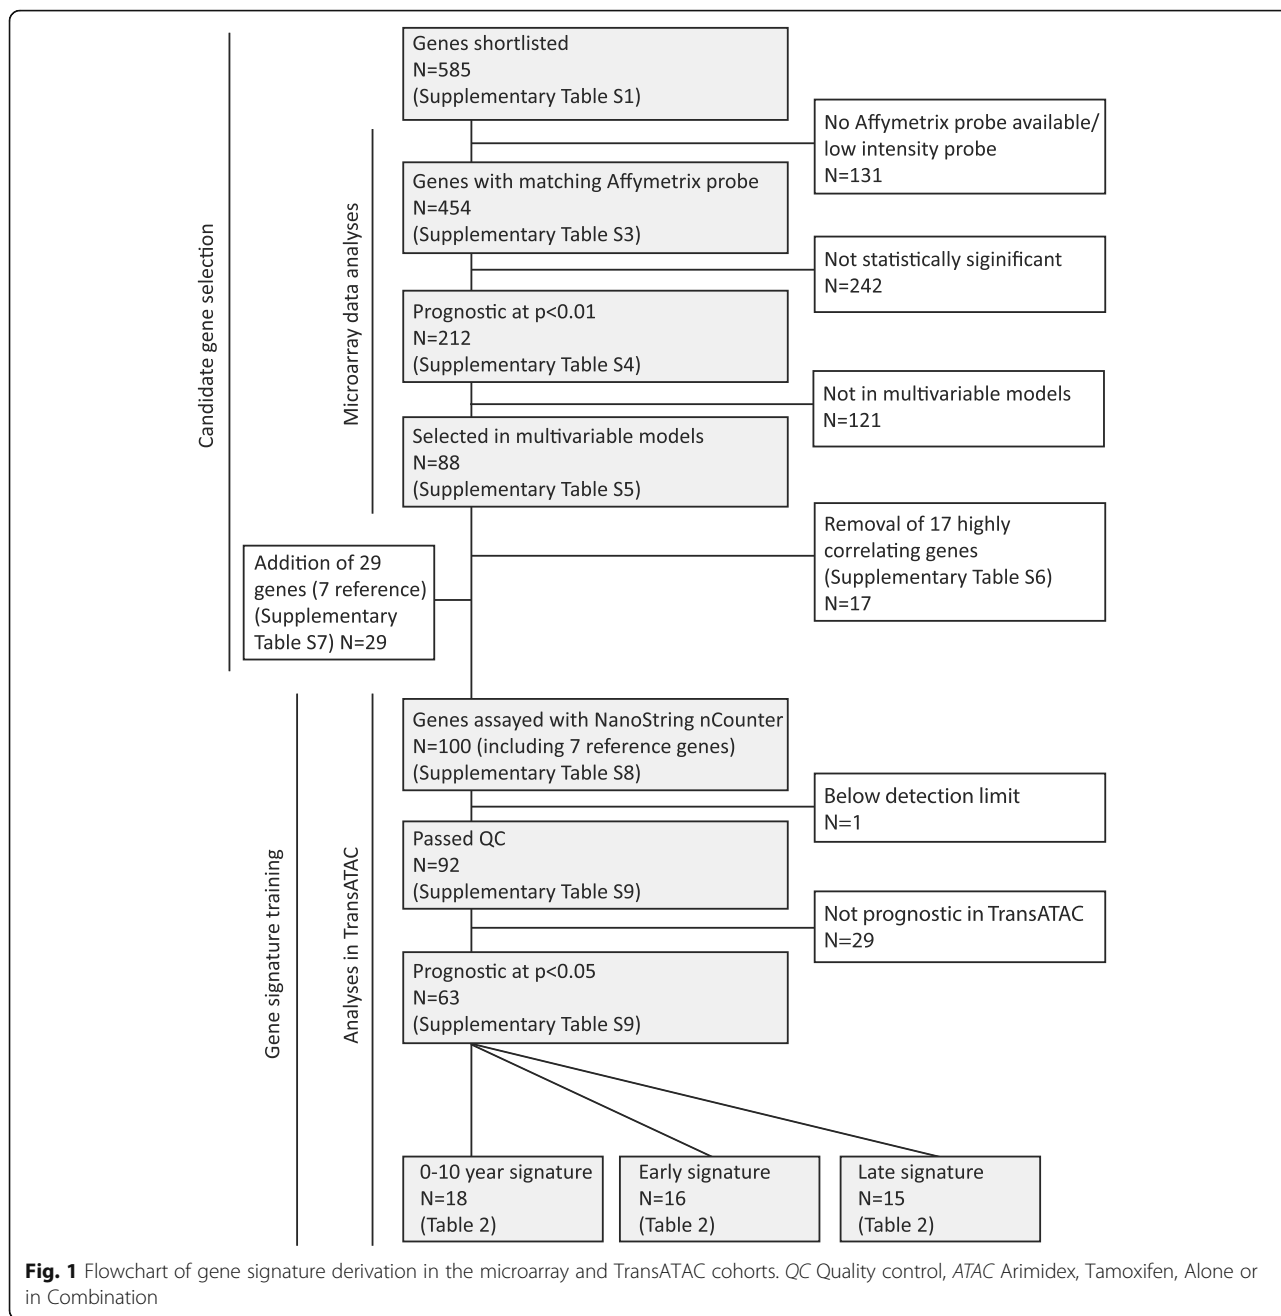 Genes shortlisted
N=585
(Supplementary Table S1)
No Affymetrix probe available/
low intensity probe
N=131
Genes with matching Affymetrix probe
N=454
(Supplementary Table S3)
Not statistically siginificant
N=242
Prognostic at p<0.01
N=212
(Supplementary Table S4)
Not in multivariable models
N=121
Selected in multivariable models
N=88
(Supplementary Table S5)
Removal of 17 highly
correlating genes
(Supplementary Table S6)
N=17
Addition of 29
genes (7 reference)
(Supplementary
Table S7) N=29
Candidate gene selection
Microarray data analyses
Genes assayed with NanoString nCounter
N=100 (including 7 reference genes)
(Supplementary Table S8)
Below detection limit
N=1
Passed QC
N=92
(Supplementary Table S9)
Not prognostic in TransATAC
N=29
Prognostic at p<0.05
N=63
(Supplementary Table S9)
Gene signature training
Analyses in TransATAC
0-10 year signature
N=18
(Table 2)
Early signature
N=16
(Table 2)
Late signature
N=15
(Table 2)
Fig. 1 Flowchart of gene signature derivation in the microarray and TransATAC cohorts. QC Quality control, ATAC Arimidex, Tamoxifen, Alone or
in Combination